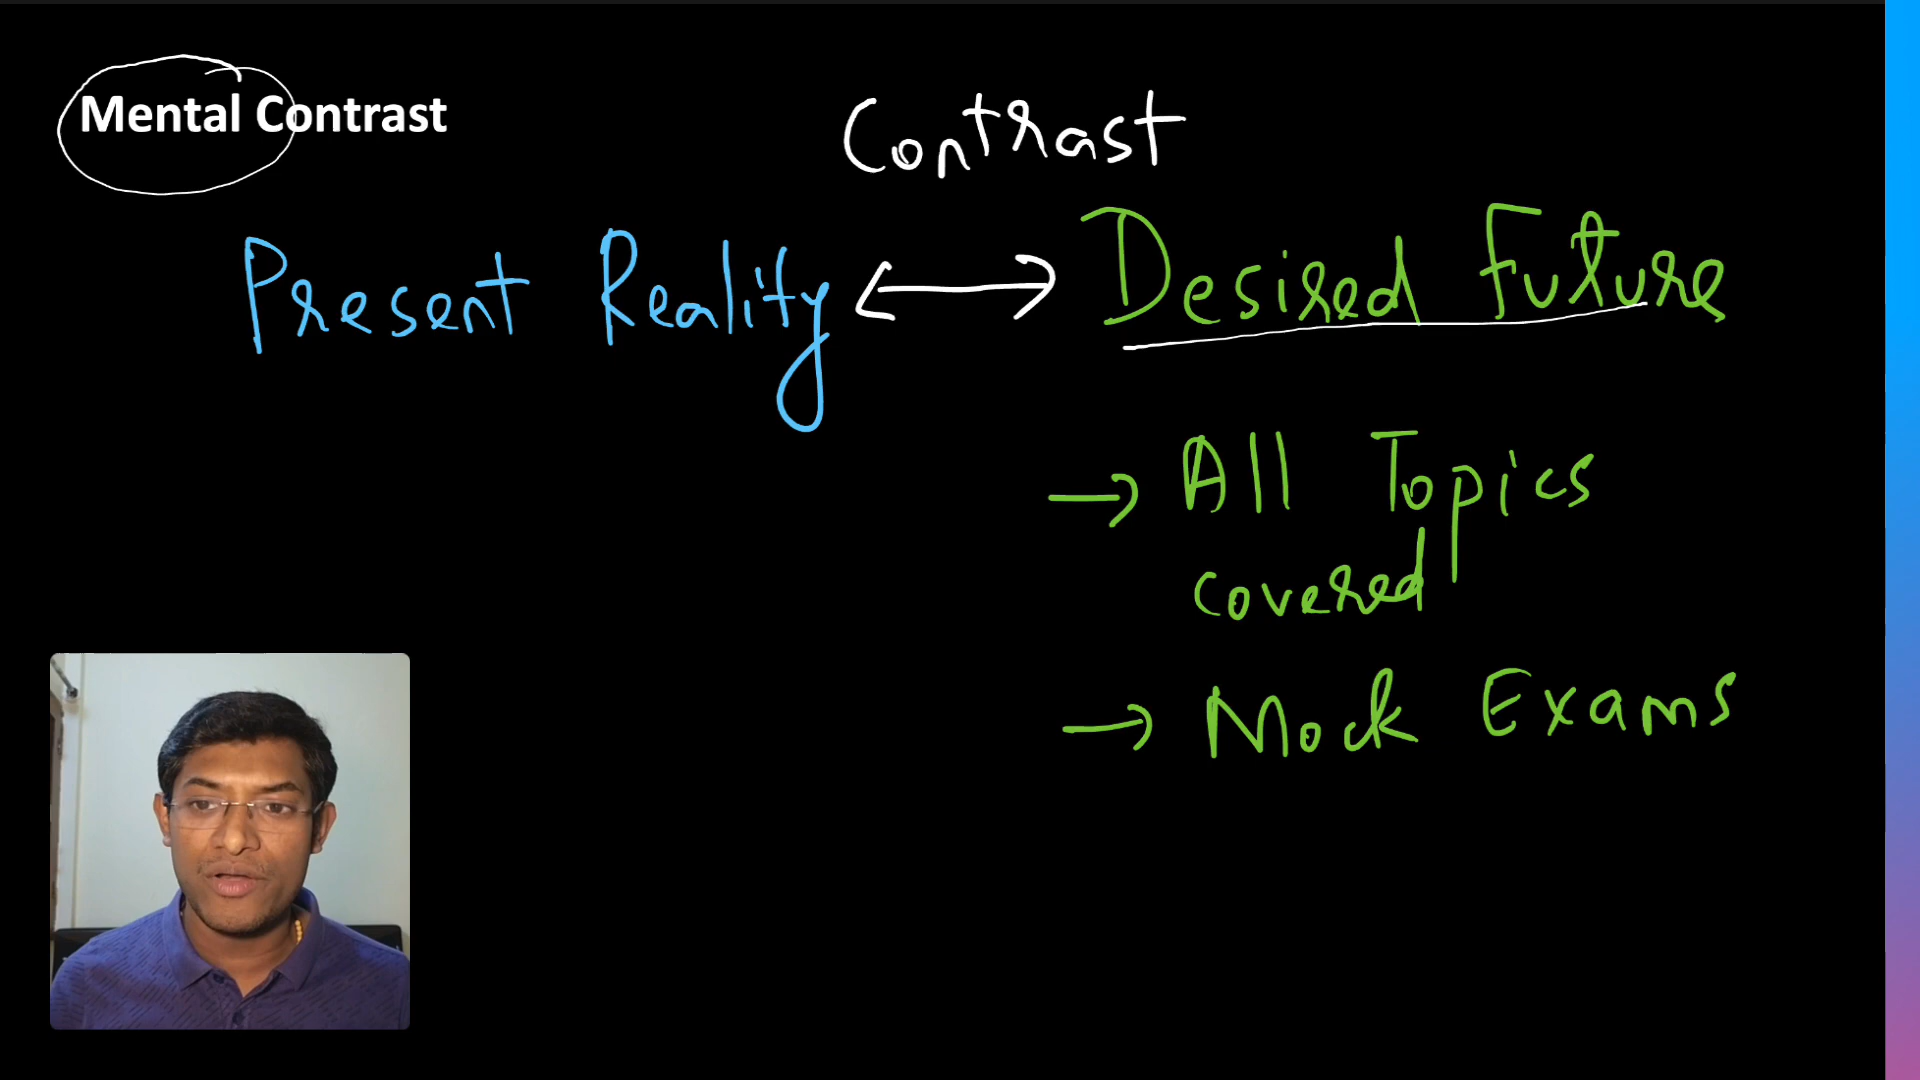 Mental Contrast
Contrast
Present Reality Desired Future
All Topics
covered
Mock Exams